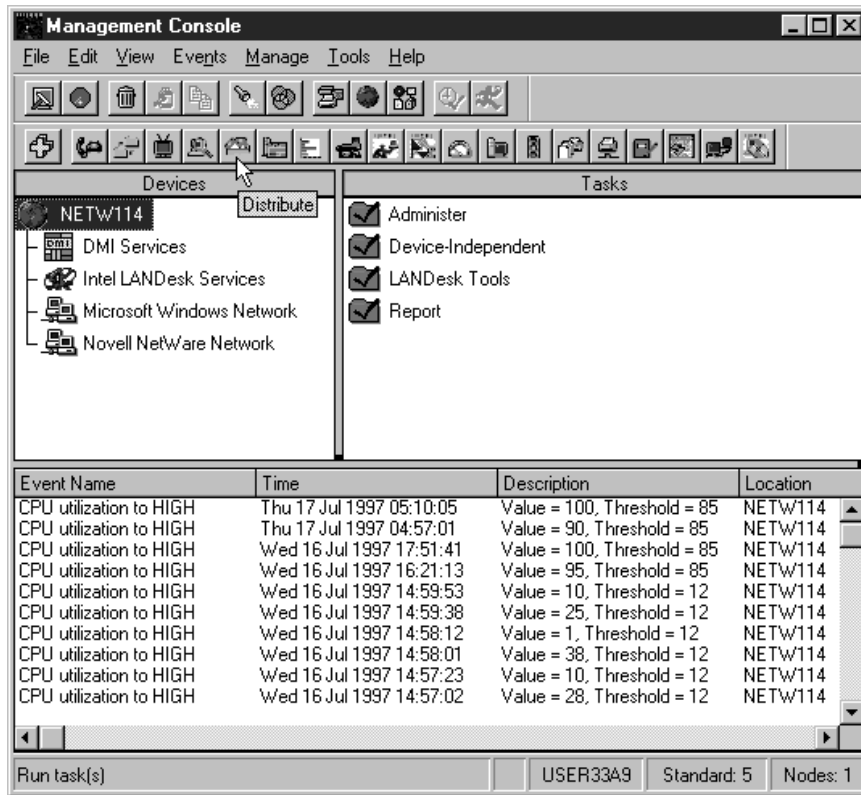 Management Console
File Edit View Events Manage Tools Help
Devices Tasks
Distribute
NETW114
DMI Services
Intel LANDesk Services
Microsoft Windows Network
Novell NetWare Network
Administer
Device-Independent
LANDesk Tools
Report
Event Name Time Description Location
CPU utilization to HIGH Thu 17 Jul 1997 05:10:05 Value = 100, Threshold = 85 NETW114
CPU utilization to HIGH Thu 17 Jul 1997 04:57:01 Value = 90, Threshold = 85 NETW114
CPU utilization to HIGH Wed 16 Jul 1997 17:51:41 Value = 100, Threshold = 85 NETW114
CPU utilization to HIGH Wed 16 Jul 1997 16:21:13 Value = 95, Threshold = 85 NETW114
CPU utilization to HIGH Wed 16 Jul 1997 14:59:53 Value = 10, Threshold = 12 NETW114
CPU utilization to HIGH Wed 16 Jul 1997 14:59:38 Value = 25, Threshold = 12 NETW114
CPU utilization to HIGH Wed 16 Jul 1997 14:58:12 Value = 1, Threshold = 12 NETW114
CPU utilization to HIGH Wed 16 Jul 1997 14:58:01 Value = 38, Threshold = 12 NETW114
CPU utilization to HIGH Wed 16 Jul 1997 14:57:23 Value = 10, Threshold = 12 NETW114
CPU utilization to HIGH Wed 16 Jul 1997 14:57:02 Value = 28, Threshold = 12 NETW114
Run task(s) USER33A9 Standard: 5 Nodes: 1